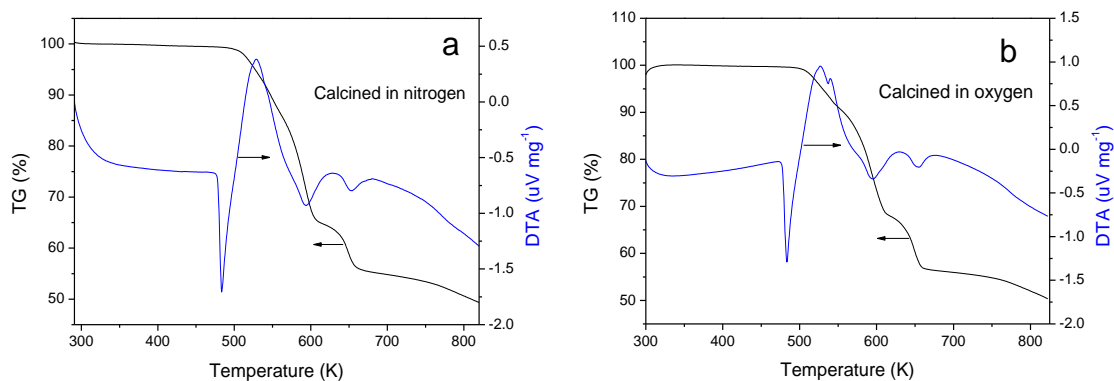 a
Calcined in nitrogen
TG (%)
100
90
80
70
60
50
300 400 500 600 700 800
Temperature (K)
0.5
0.0
-0.5
-1.0
-1.5
-2.0
DTA (uV mg-1)
b
Calcined in oxygen
TG (%)
110
100
90
80
70
60
50
300 400 500 600 700 800
Temperature (K)
1.5
1.0
0.5
0.0
-0.5
-1.0
-1.5
-2.0
DTA (uV mg-1)